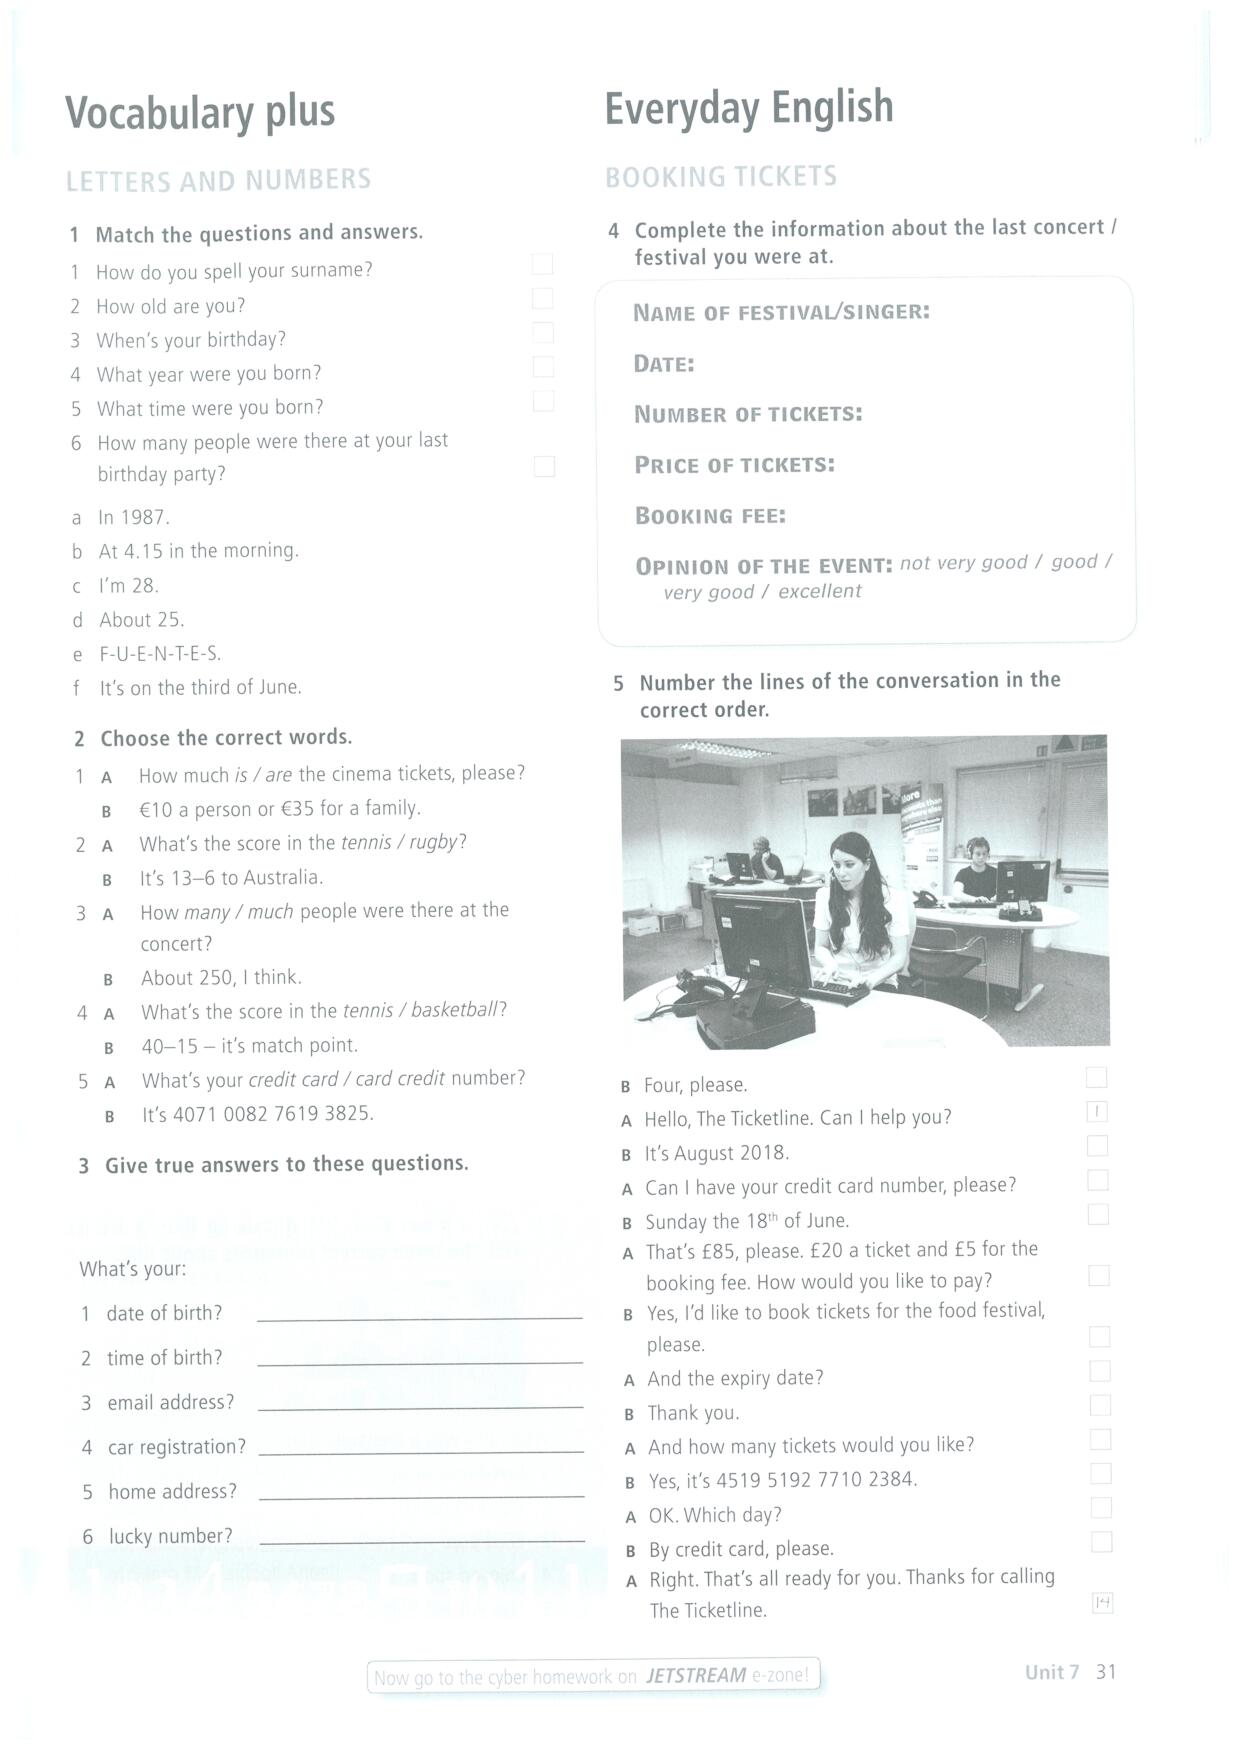 Vocabulary plus
LETTERS AND NUMBERS
1 Match the questions and answers.
1 How do you spell your surname?
2 How old are you?
3 When's your birthday?
4 What year were you born?
5 What time were you born?
6 How many people were there at your last
birthday party?
a In 1987.
b At 4.15 in the morning.
c I'm 28.
d About 25.
e F-U-E-N-T-E-S.
f It's on the third of June.
2 Choose the correct words.
1 A How much is / are the cinema tickets, please?
B €10 a person or €35 for a family.
2 A What's the score in the tennis / rugby?
B It's 13–6 to Australia.
3 A How many / much people were there at the
concert?
B About 250, I think.
4 A What's the score in the tennis / basketball?
B 40–15 – it's match point.
5 A What's your credit card / card credit number?
B It's 4071 0082 7619 3825.
3 Give true answers to these questions.
What's your:
1 date of birth?
2 time of birth?
3 email address?
4 car registration?
5 home address?
6 lucky number?
Everyday English
BOOKING TICKETS
4 Complete the information about the last concert /
festival you were at.
NAME OF FESTIVAL/SINGER:
DATE:
NUMBER OF TICKETS:
PRICE OF TICKETS:
BOOKING FEE:
OPINION OF THE EVENT: not very good / good /
very good / excellent
5 Number the lines of the conversation in the
correct order.
More
B Four, please.
A Hello, The Ticketline. Can I help you? 1
B It's August 2018.
A Can I have your credit card number, please?
B Sunday the 18th of June.
A That's £85, please. £20 a ticket and £5 for the
booking fee. How would you like to pay?
B Yes, I'd like to book tickets for the food festival,
please.
A And the expiry date?
B Thank you.
A And how many tickets would you like?
B Yes, it's 4519 5192 7710 2384.
A OK. Which day?
B By credit card, please.
A Right. That's all ready for you. Thanks for calling
The Ticketline. 14
Now go to the cyber homework on JETSTREAM e-zone!
Unit 7 31